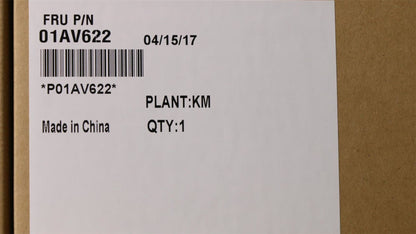 FRU P/N
01AV622 04/15/17
*P01AV622*
PLANT:KM
Made in China QTY:1